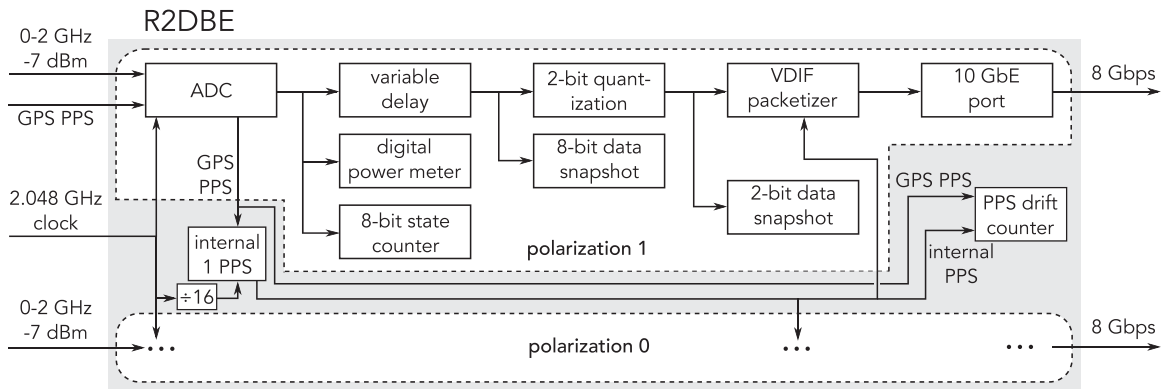 R2DBE
0-2 GHz
-7 dBm
GPS PPS
ADC
variable
delay
2-bit quant-
ization
VDIF
packetizer
10 GbE
port
8 Gbps
digital
power meter
8-bit data
snapshot
GPS
PPS
8-bit state
counter
2-bit data
snapshot
GPS PPS
PPS drift
counter
2.048 GHz
clock
internal
1 PPS
polarization 1
internal
PPS
÷16
0-2 GHz
-7 dBm
...
polarization 0
...
...
8 Gbps